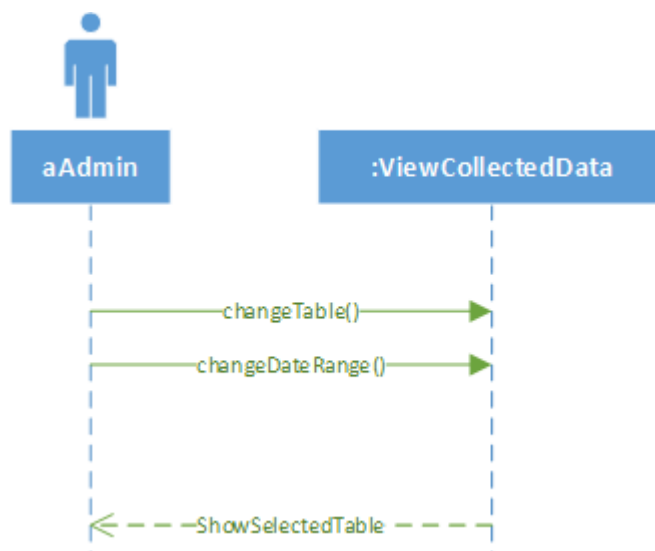 aAdmin
:ViewCollectedData
changeTable()
changeDateRange()
ShowSelectedTable